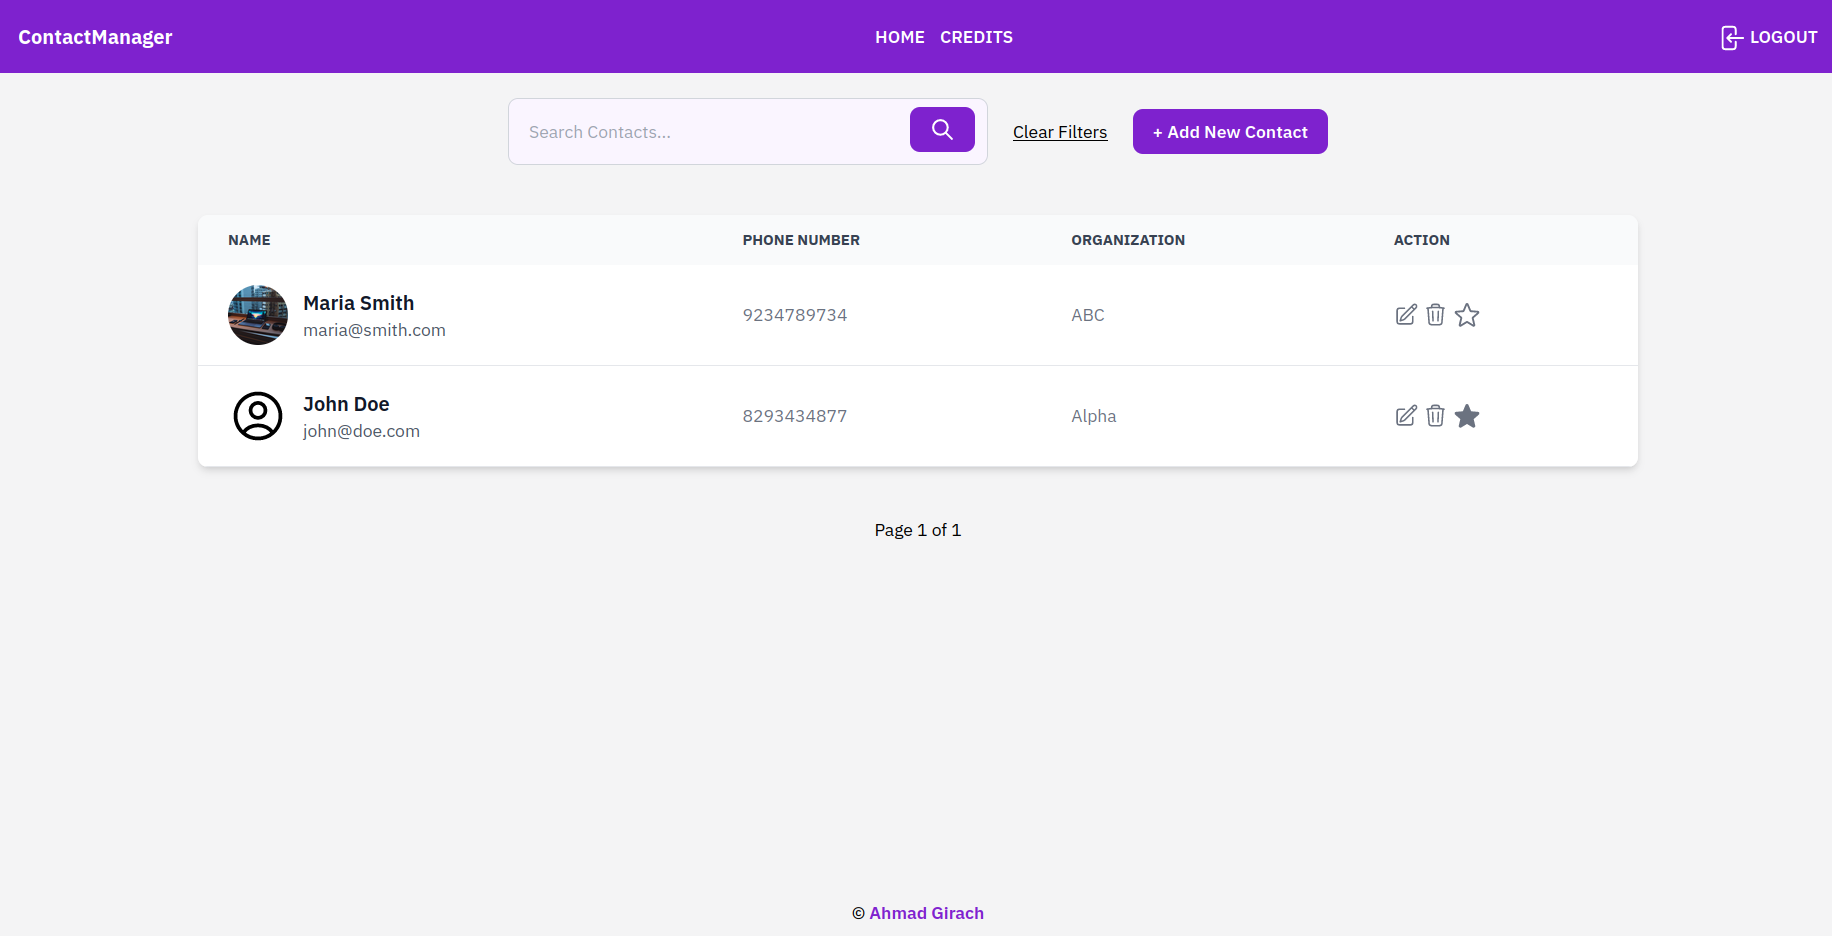 ContactManager
HOME CREDITS
LOGOUT
Search Contacts...
Clear Filters
+ Add New Contact
NAME PHONE NUMBER ORGANIZATION ACTION
Maria Smith
maria@smith.com
9234789734
ABC
John Doe
john@doe.com
8293434877
Alpha
Page 1 of 1
© Ahmad Girach